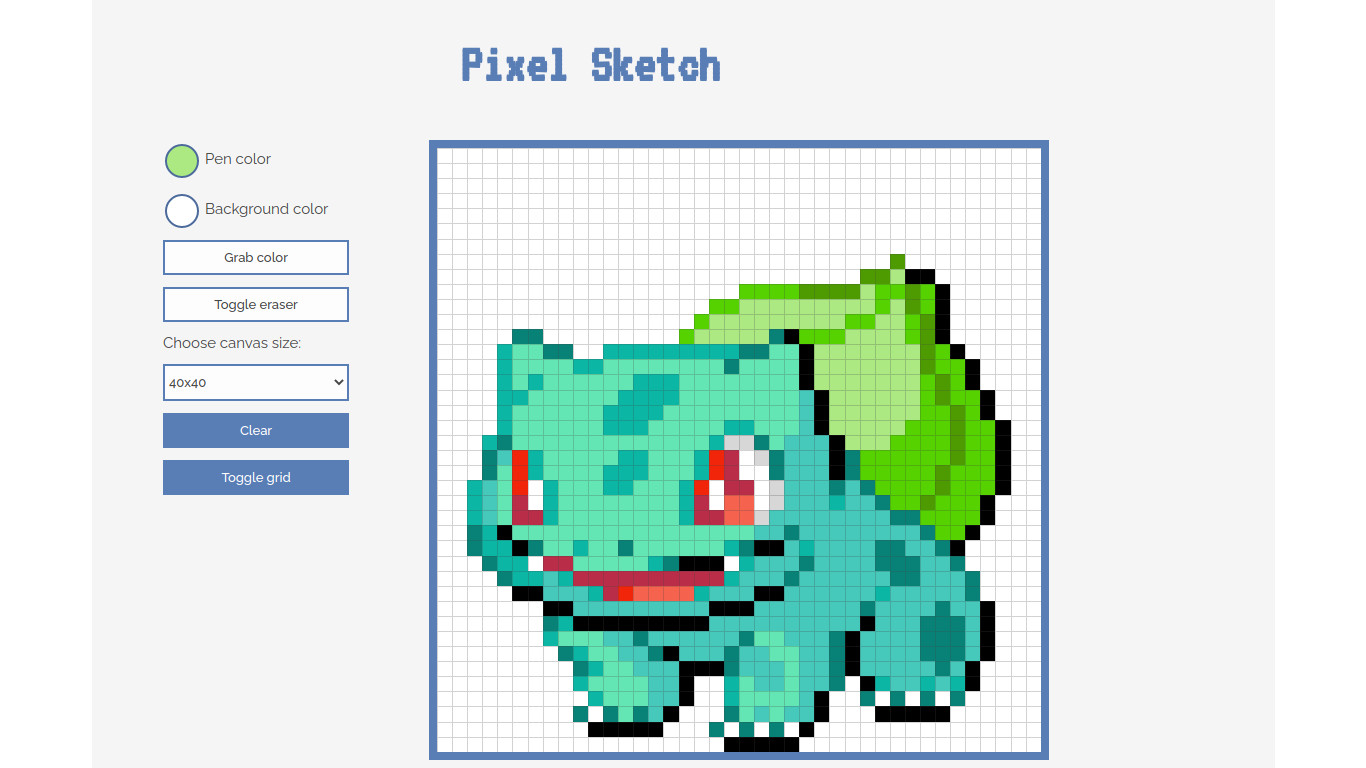 Pixel Sketch
Pen color
Background color
Grab color
Toggle eraser
Choose canvas size:
40x40
Clear
Toggle grid